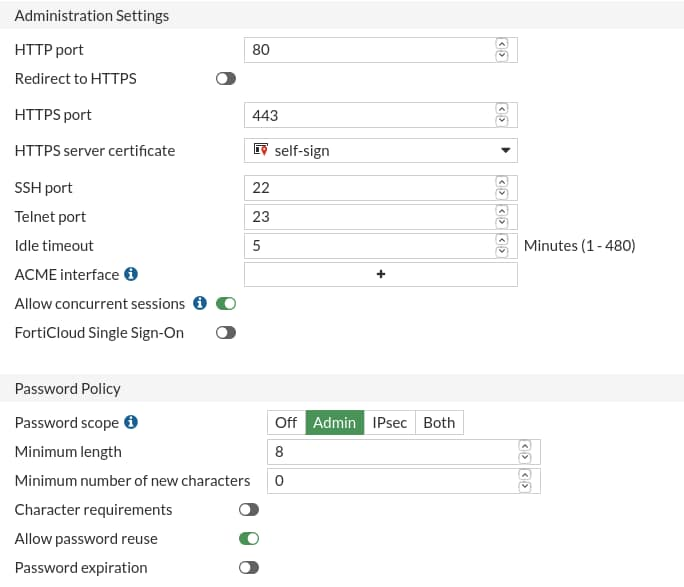 Administration Settings
HTTP port 80
Redirect to HTTPS
HTTPS port 443
HTTPS server certificate self-sign
SSH port 22
Telnet port 23
Idle timeout 5 Minutes (1 - 480)
ACME interface +
Allow concurrent sessions
FortiCloud Single Sign-On
Password Policy
Password scope Off Admin IPsec Both
Minimum length 8
Minimum number of new characters 0
Character requirements
Allow password reuse
Password expiration